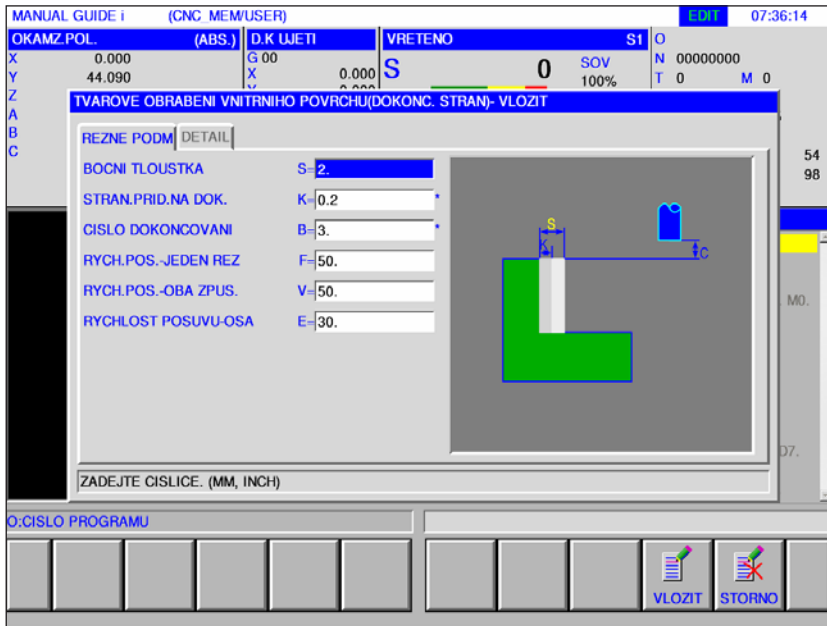 MANUAL GUIDE i (CNC_MEM/USER) EDIT 07:36:14
OKAMZ.POL. (ABS.) D.K UJETI VRETENO S1 O
X 0.000 G 00 S 0 SOV N 00000000
Y 44.090 X 0.000 100% T 0 M 0
Z
TVAROVE OBRABENI VNITRNIHO POVRCHU(DOKONC. STRAN)- VLOZIT
A
B
C
REZNE PODM DETAIL
54
98
BOCNI TLOUSTKA S= 2.
STRAN.PRID.NA DOK. K= 0.2 *
CISLO DOKONCOVANI B= 3. *
RYCH.POS.-JEDEN REZ F= 50.
RYCH.POS.-OBA ZPUS. V= 50.
RYCHLOST POSUVU-OSA E= 30.
S
K
C
M0.
D7.
ZADEJTE CISLICE. (MM, INCH)
O:CISLO PROGRAMU
VLOZIT STORNO